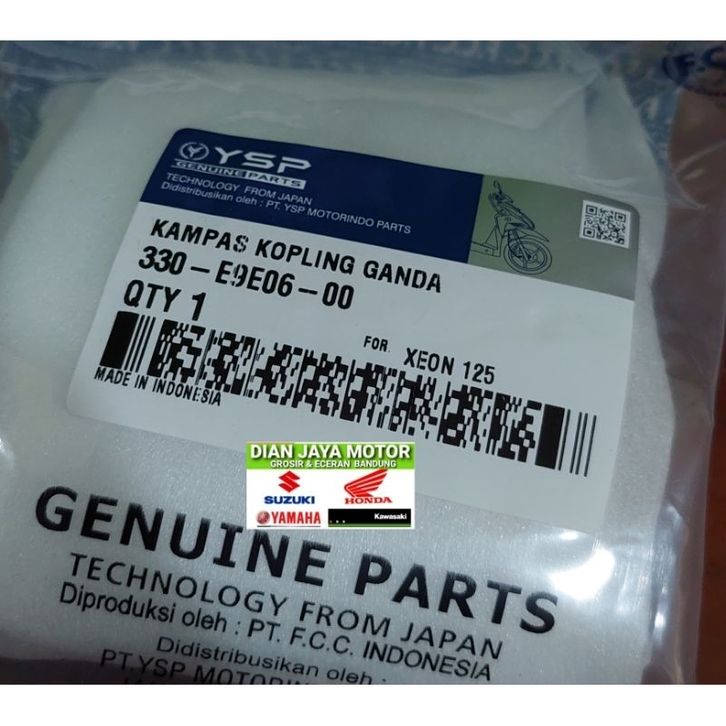 YSP
GENUINE PARTS
TECHNOLOGY FROM JAPAN
Didistribusikan oleh : PT. YSP MOTORINDO PARTS
KAMPAS KOPLING GANDA
330-E9E06-00
QTY 1
FOR. XEON 125
MADE IN INDONESIA
DIAN JAYA MOTOR
GROSIR & ECERAN BANDUNG
SUZUKI
HONDA
YAMAHA
Kawasaki
GENUINE PARTS
TECHNOLOGY FROM JAPAN
Diproduksi oleh : PT. F.C.C. INDONESIA
Didistribusikan oleh :
PT.YSP MOTORINDO